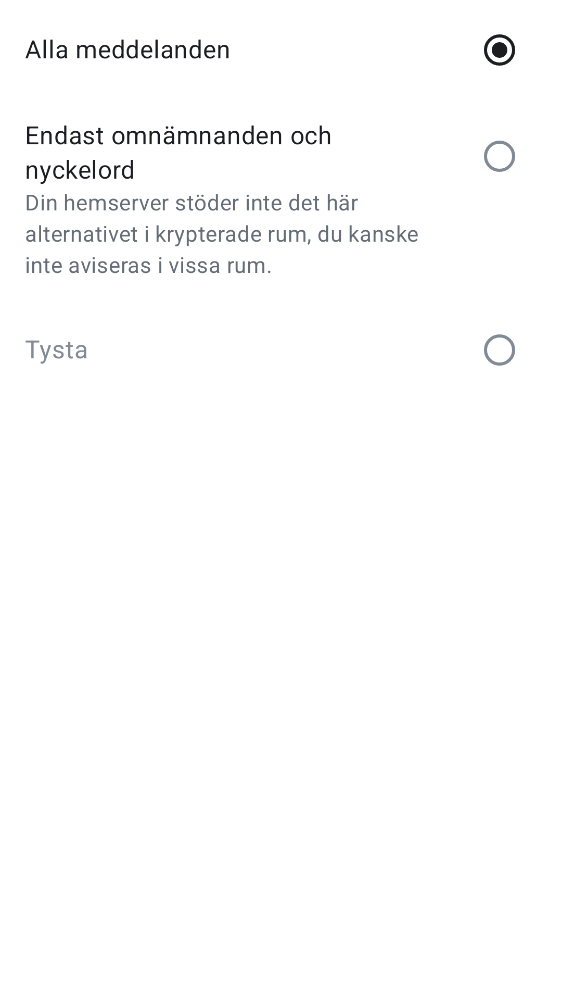 Alla meddelanden
Endast omnämnanden och
nyckelord
Din hemserver stöder inte det här
alternativet i krypterade rum, du kanske
inte aviseras i vissa rum.
Tysta